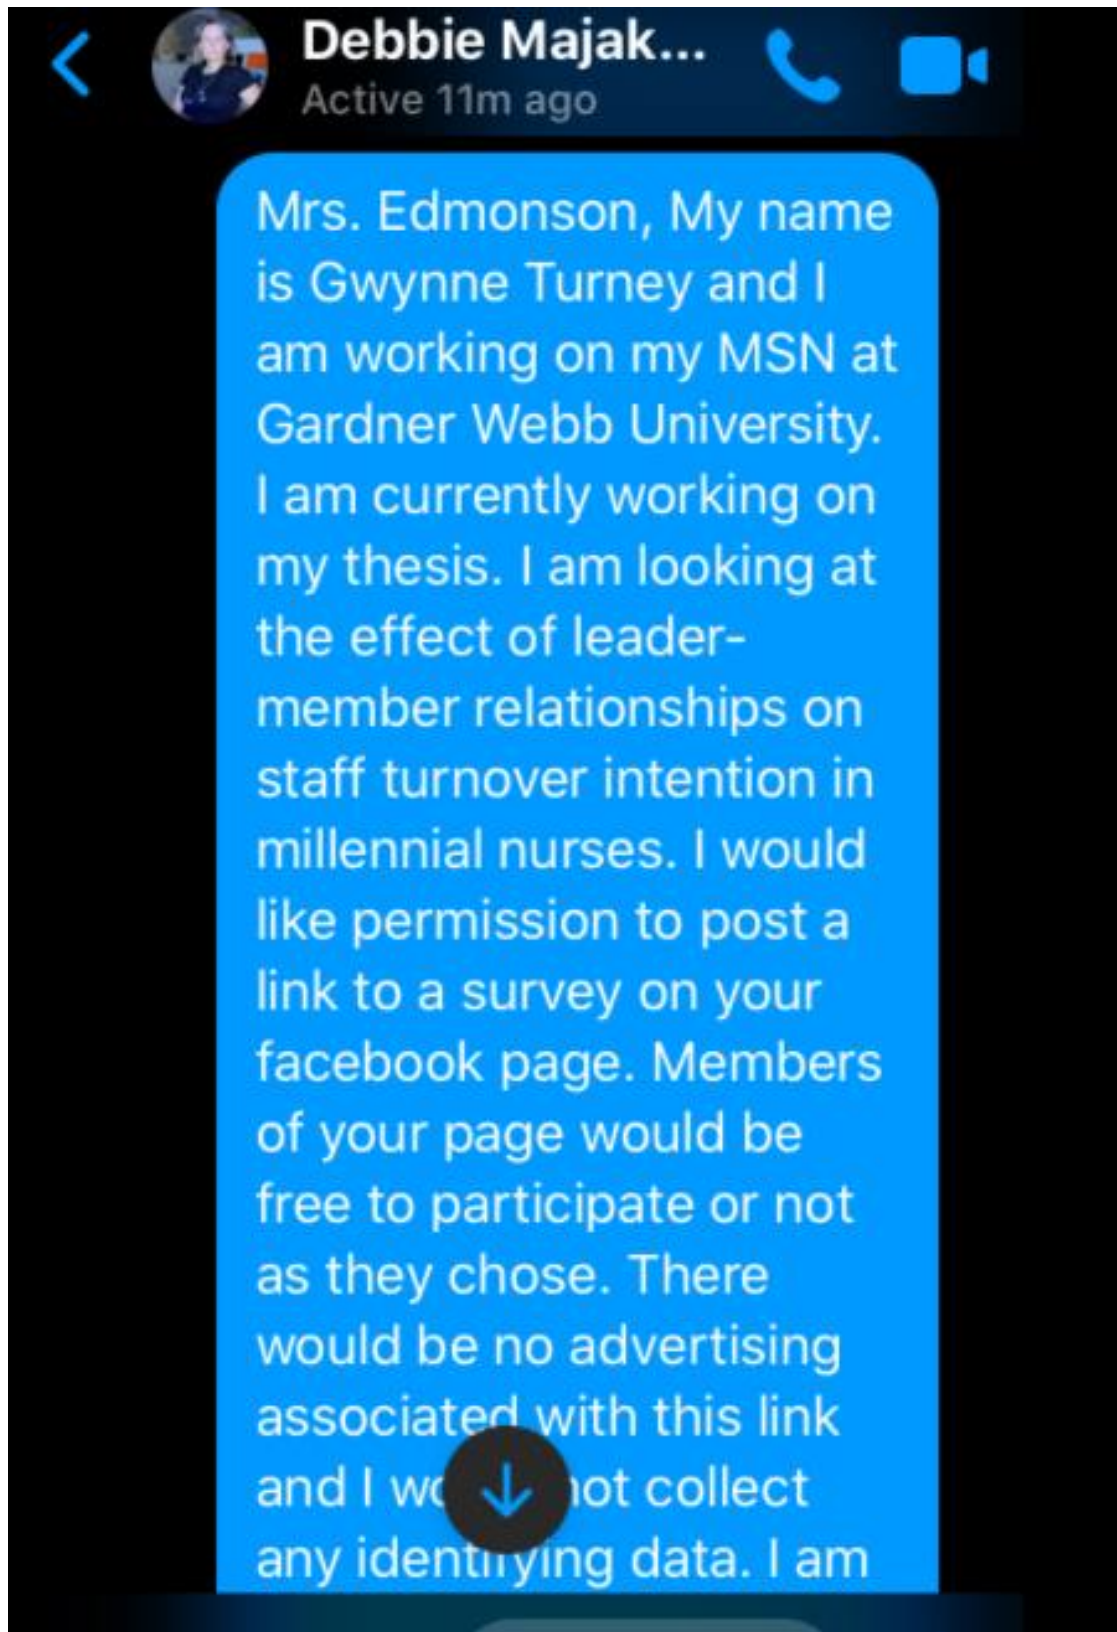 Debbie Majak...
Active 11m ago
Mrs. Edmonson, My name
is Gwynne Turney and I
am working on my MSN at
Gardner Webb University.
I am currently working on
my thesis. I am looking at
the effect of leader-
member relationships on
staff turnover intention in
millennial nurses. I would
like permission to post a
link to a survey on your
facebook page. Members
of your page would be
free to participate or not
as they chose. There
would be no advertising
associated with this link
and I not collect
any identifying data. I am